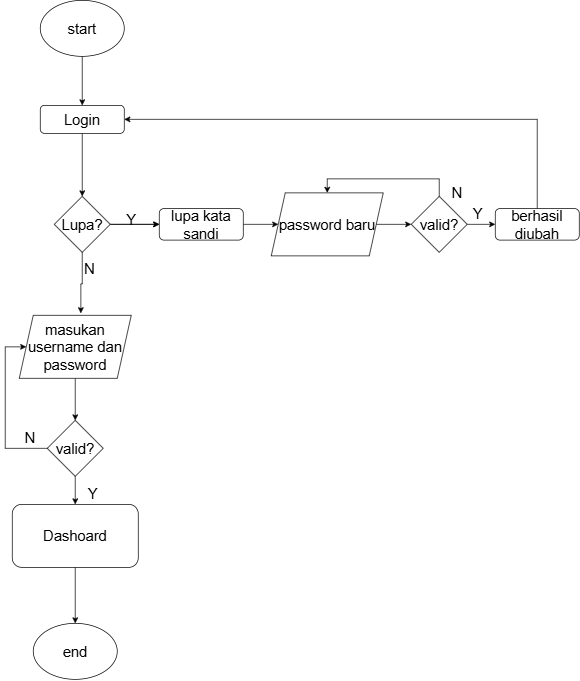 start
Login
Lupa?
Y
lupa kata
sandi
password baru
valid?
N
Y
berhasil
diubah
N
masukan
username dan
password
valid?
N
Y
Dashoard
end